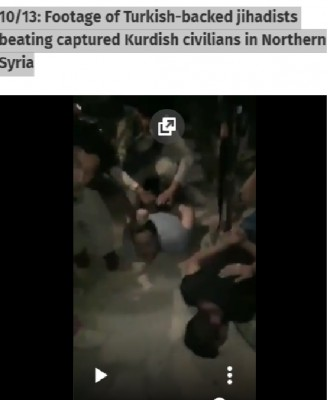 10/13: Footage of Turkish-backed jihadists
beating captured Kurdish civilians in Northern
Syria